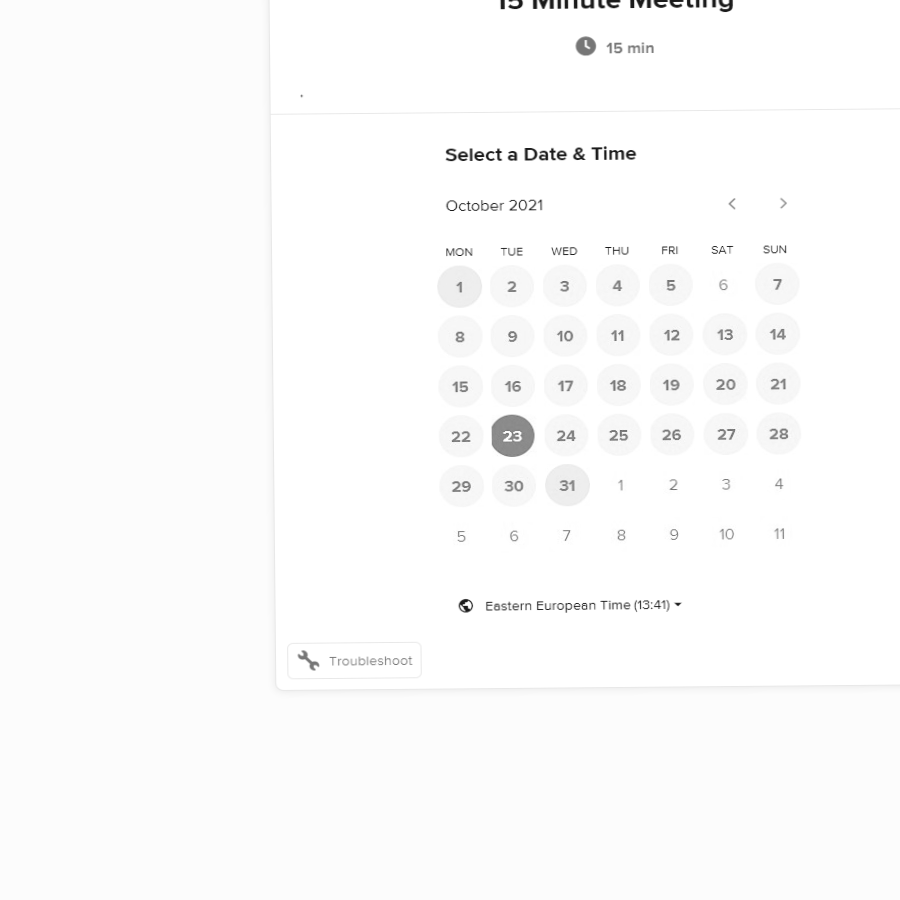 15 Minute Meeting
15 min
.
Select a Date & Time
October 2021
MON TUE WED THU FRI SAT SUN
1 2 3 4 5 6 7
8 9 10 11 12 13 14
15 16 17 18 19 20 21
22 23 24 25 26 27 28
29 30 31 1 2 3 4
5 6 7 8 9 10 11
Eastern European Time (13:41)
Troubleshoot